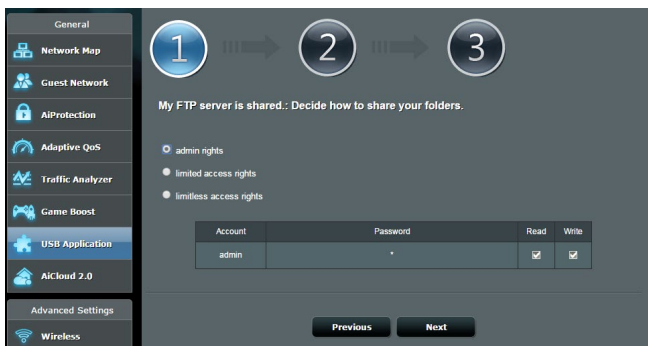 General
Network Map
Guest Network
AiProtection
Adaptive QoS
Traffic Analyzer
Game Boost
USB Application
AiCloud 2.0
Advanced Settings
Wireless
1 2 3
My FTP server is shared.: Decide how to share your folders.
admin rights
limited access rights
limitless access rights
Account Password Read Write
admin *
Previous Next